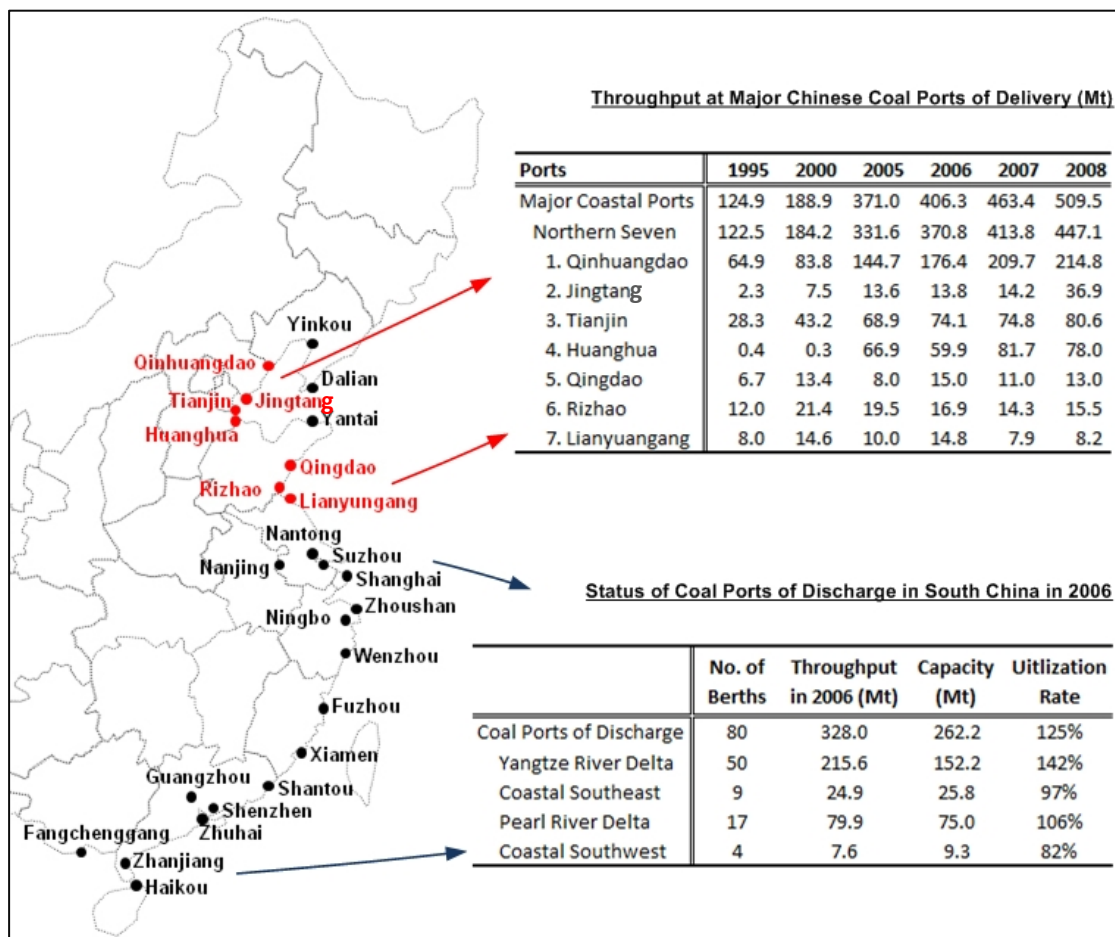 Throughput at Major Chinese Coal Ports of Delivery (Mt)
Ports 1995 2000 2005 2006 2007 2008
Major Coastal Ports 124.9 188.9 371.0 406.3 463.4 509.5
Northern Seven 122.5 184.2 331.6 370.8 413.8 447.1
1. Qinhuangdao 64.9 83.8 144.7 176.4 209.7 214.8
2. Jingtang 2.3 7.5 13.6 13.8 14.2 36.9
3. Tianjin 28.3 43.2 68.9 74.1 74.8 80.6
4. Huanghua 0.4 0.3 66.9 59.9 81.7 78.0
5. Qingdao 6.7 13.4 8.0 15.0 11.0 13.0
6. Rizhao 12.0 21.4 19.5 16.9 14.3 15.5
7. Lianyuangang 8.0 14.6 10.0 14.8 7.9 8.2
Yinkou
Qinhuangdao
Dalian
Tianjin
Jingtang
Yantai
Huanghua
Qingdao
Rizhao
Lianyungang
Nantong
Suzhou
Nanjing
Shanghai
Zhoushan
Ningbo
Wenzhou
Fuzhou
Xiamen
Guangzhou
Shantou
Shenzhen
Zhuhai
Fangchenggang
Zhanjiang
Haikou
Status of Coal Ports of Discharge in South China in 2006
No. of Throughput Capacity Uitlization
Berths in 2006 (Mt) (Mt) Rate
Coal Ports of Discharge 80 328.0 262.2 125%
Yangtze River Delta 50 215.6 152.2 142%
Coastal Southeast 9 24.9 25.8 97%
Pearl River Delta 17 79.9 75.0 106%
Coastal Southwest 4 7.6 9.3 82%